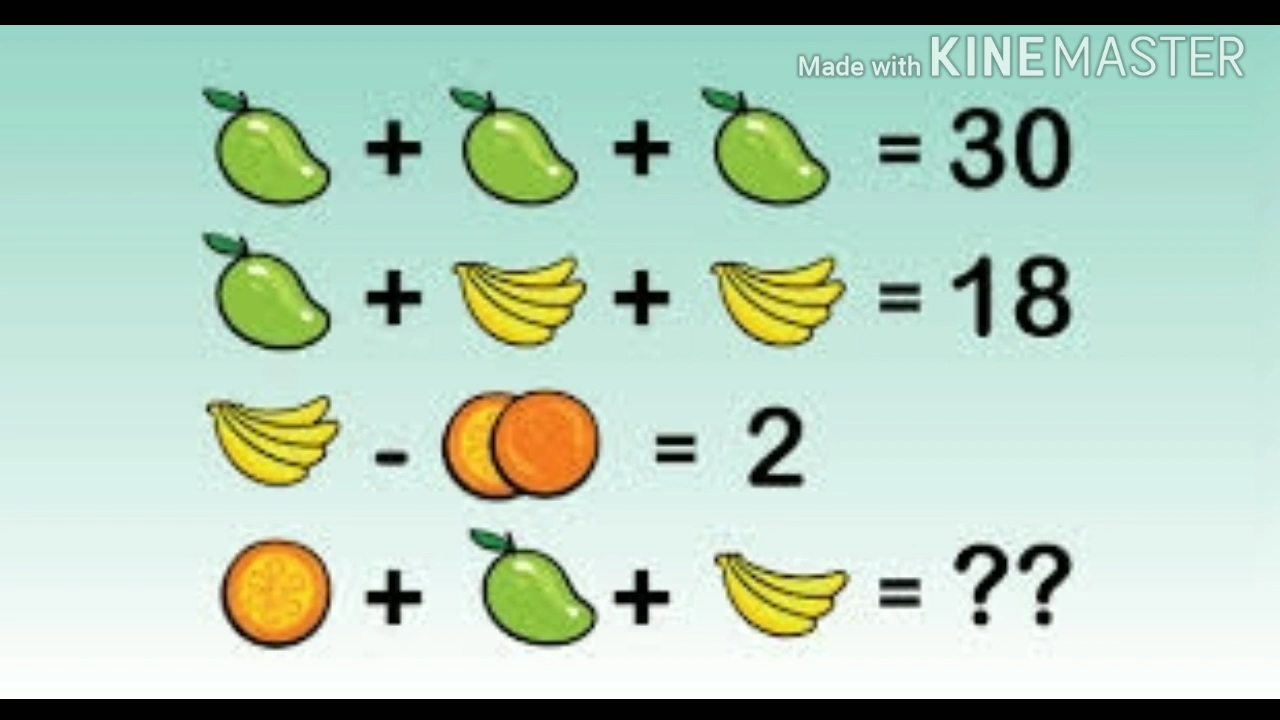 Made with KINEMASTER
+ + = 30
+ + = 18
- = 2
+ + = ??